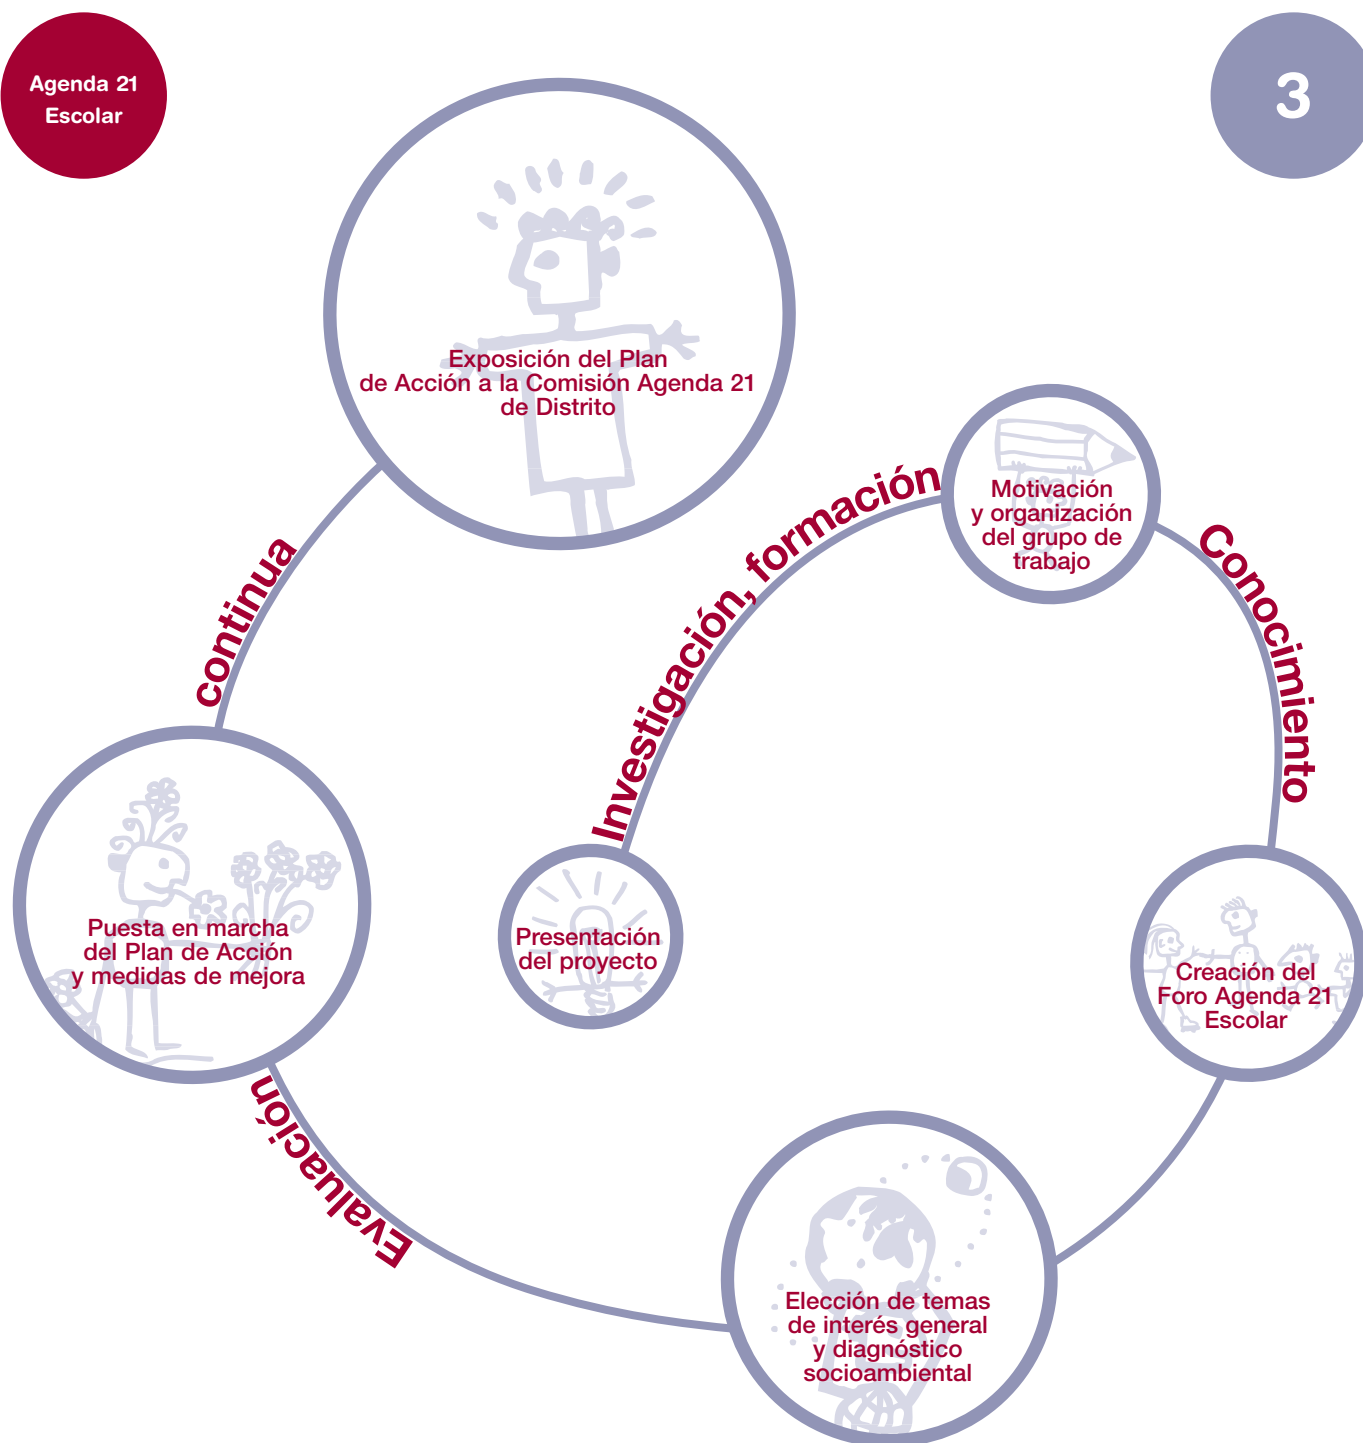 Agenda 21
Escolar
3
Exposición del Plan
de Acción a la Comisión Agenda 21
de Distrito
Motivación
y organización
del grupo de
trabajo
Investigación, formación
Conocimiento
continua
Puesta en marcha
del Plan de Acción
y medidas de mejora
Presentación
del proyecto
Creación del
Foro Agenda 21
Escolar
Evaluación
Elección de temas
de interés general
y diagnóstico
socioambiental